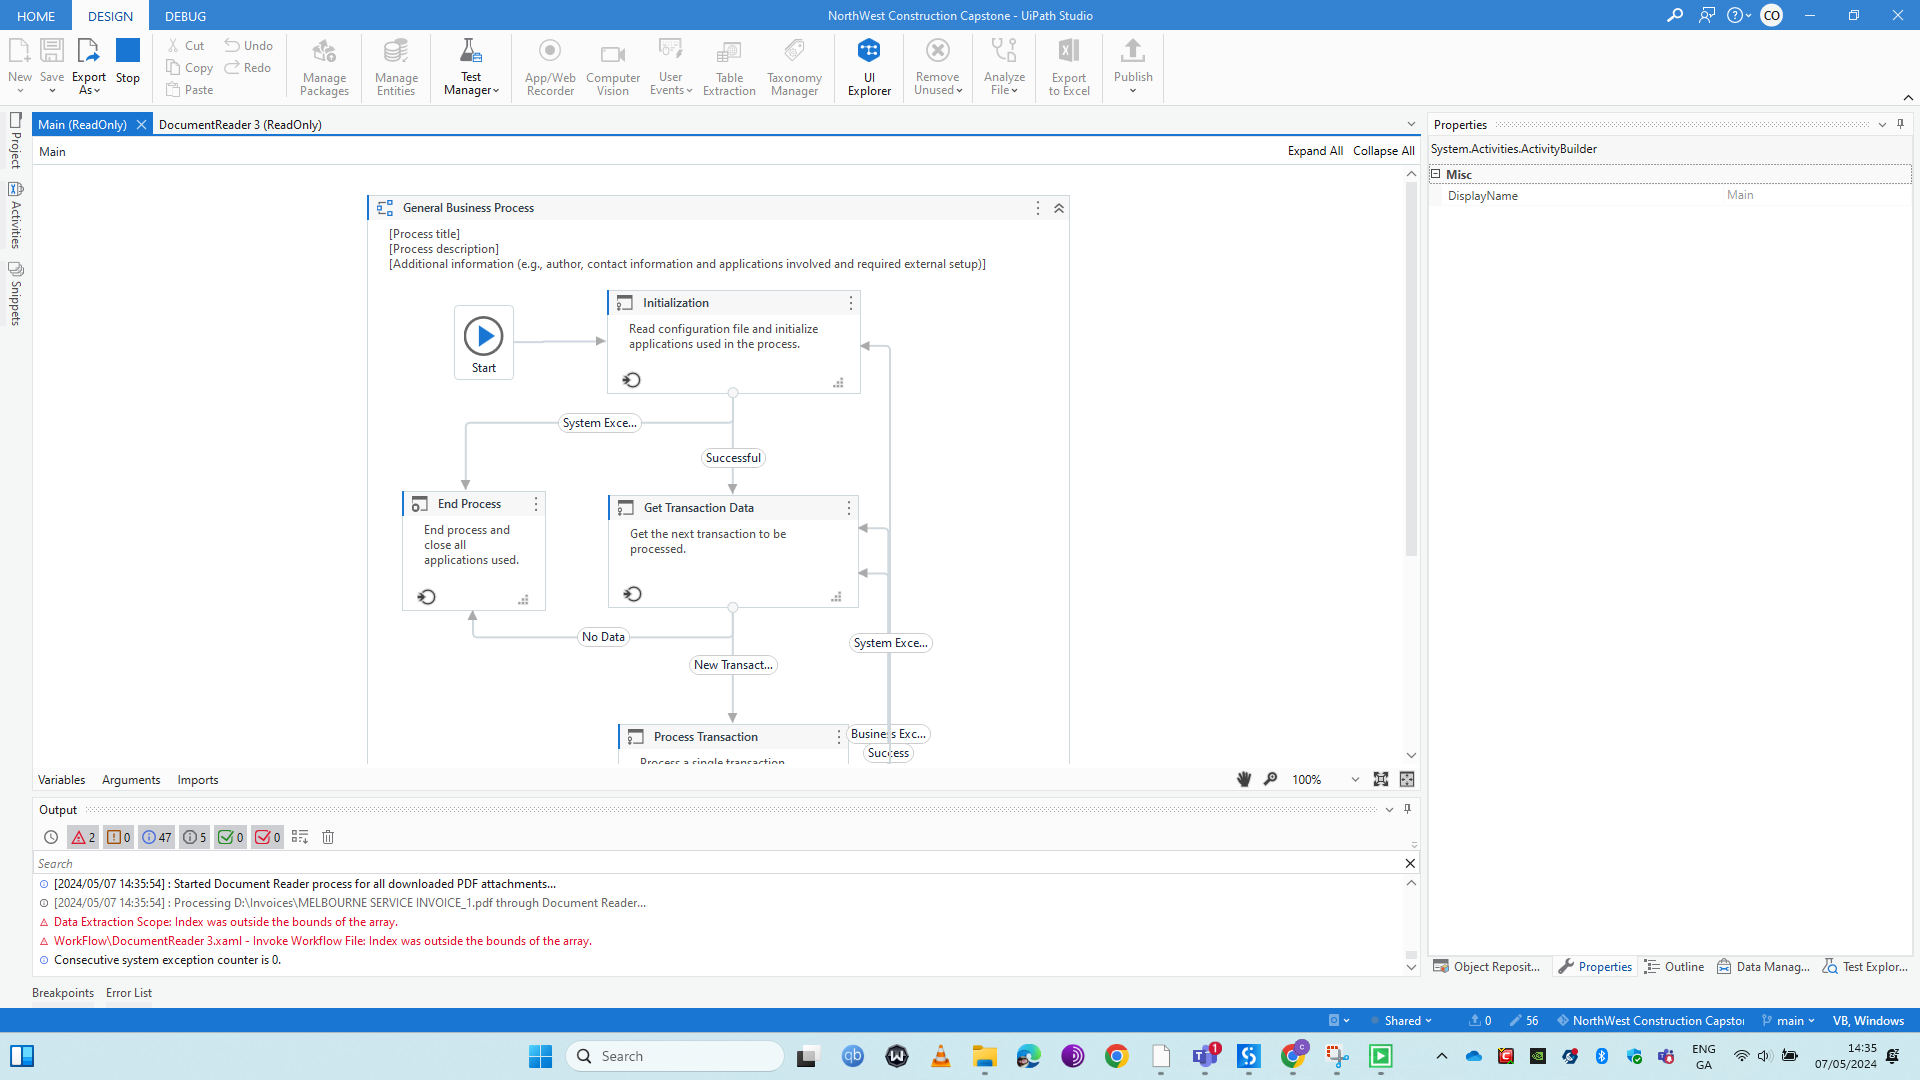 HOME
DESIGN
DEBUG
NorthWest Construction Capstone - UiPath Studio
CO
New
Save
Export As
Stop
Cut
Copy
Paste
Undo
Redo
Manage Packages
Manage Entities
Test Manager
App/Web Recorder
Computer Vision
User Events
Table Extraction
Taxonomy Manager
UI Explorer
Remove Unused
Analyze File
Export to Excel
Publish
Project
Activities
Snippets
Main (ReadOnly)
DocumentReader 3 (ReadOnly)
Main
Expand All
Collapse All
General Business Process
[Process title]
[Process description]
[Additional information (e.g., author, contact information and applications involved and required external setup)]
Start
Initialization
Read configuration file and initialize
applications used in the process.
System Exce...
Successful
End Process
End process and
close all
applications used.
Get Transaction Data
Get the next transaction to be
processed.
No Data
System Exce...
New Transact...
Process Transaction
Process a single transaction
Business Exc...
Success
Variables
Arguments
Imports
100%
Properties
System.Activities.ActivityBuilder
Misc
DisplayName
Main
Output
2
0
47
5
0
0
Search
[2024/05/07 14:35:54] : Started Document Reader process for all downloaded PDF attachments...
[2024/05/07 14:35:54] : Processing D:\Invoices\MELBOURNE SERVICE INVOICE_1.pdf through Document Reader...
Data Extraction Scope: Index was outside the bounds of the array.
WorkFlow\DocumentReader 3.xaml - Invoke Workflow File: Index was outside the bounds of the array.
Consecutive system exception counter is 0.
Object Reposit...
Properties
Outline
Data Manag...
Test Explor...
Breakpoints
Error List
Shared
0
56
NorthWest Construction Capsto
main
VB, Windows
Search
qb
1
c
ENG
GA
14:35
07/05/2024